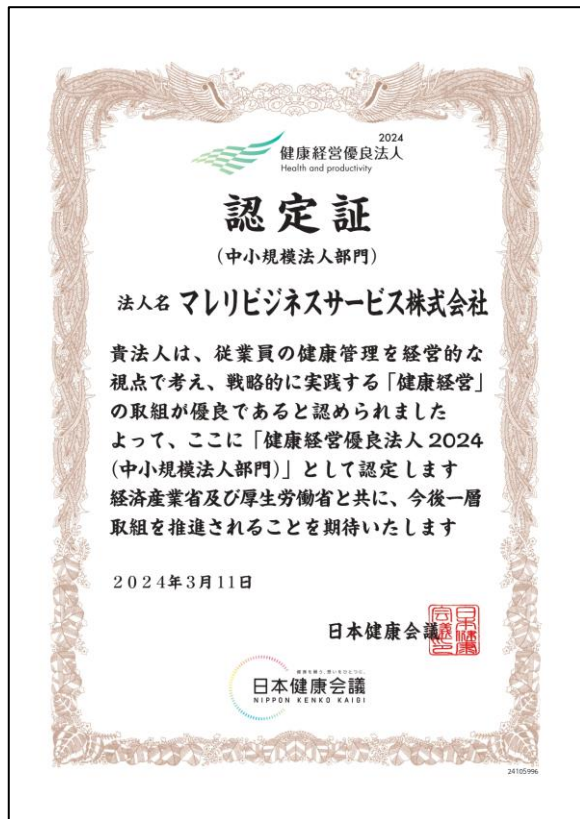 2024
健康経営優良法人
Health and productivity
認定証
(中小規模法人部門)
法人名 マレリビジネスサービス株式会社
貴法人は、従業員の健康管理を経営的な
視点で考え、戦略的に実践する「健康経営」
の取組が優良であると認められました
よって、ここに「健康経営優良法人2024
(中小規模法人部門)」として認定します
経済産業省及び厚生労働省と共に、今後一層
取組を推進されることを期待いたします
2024年3月11日
日本健康会議
日本健康会議
NIPPON KENKO KAIGI
24105996